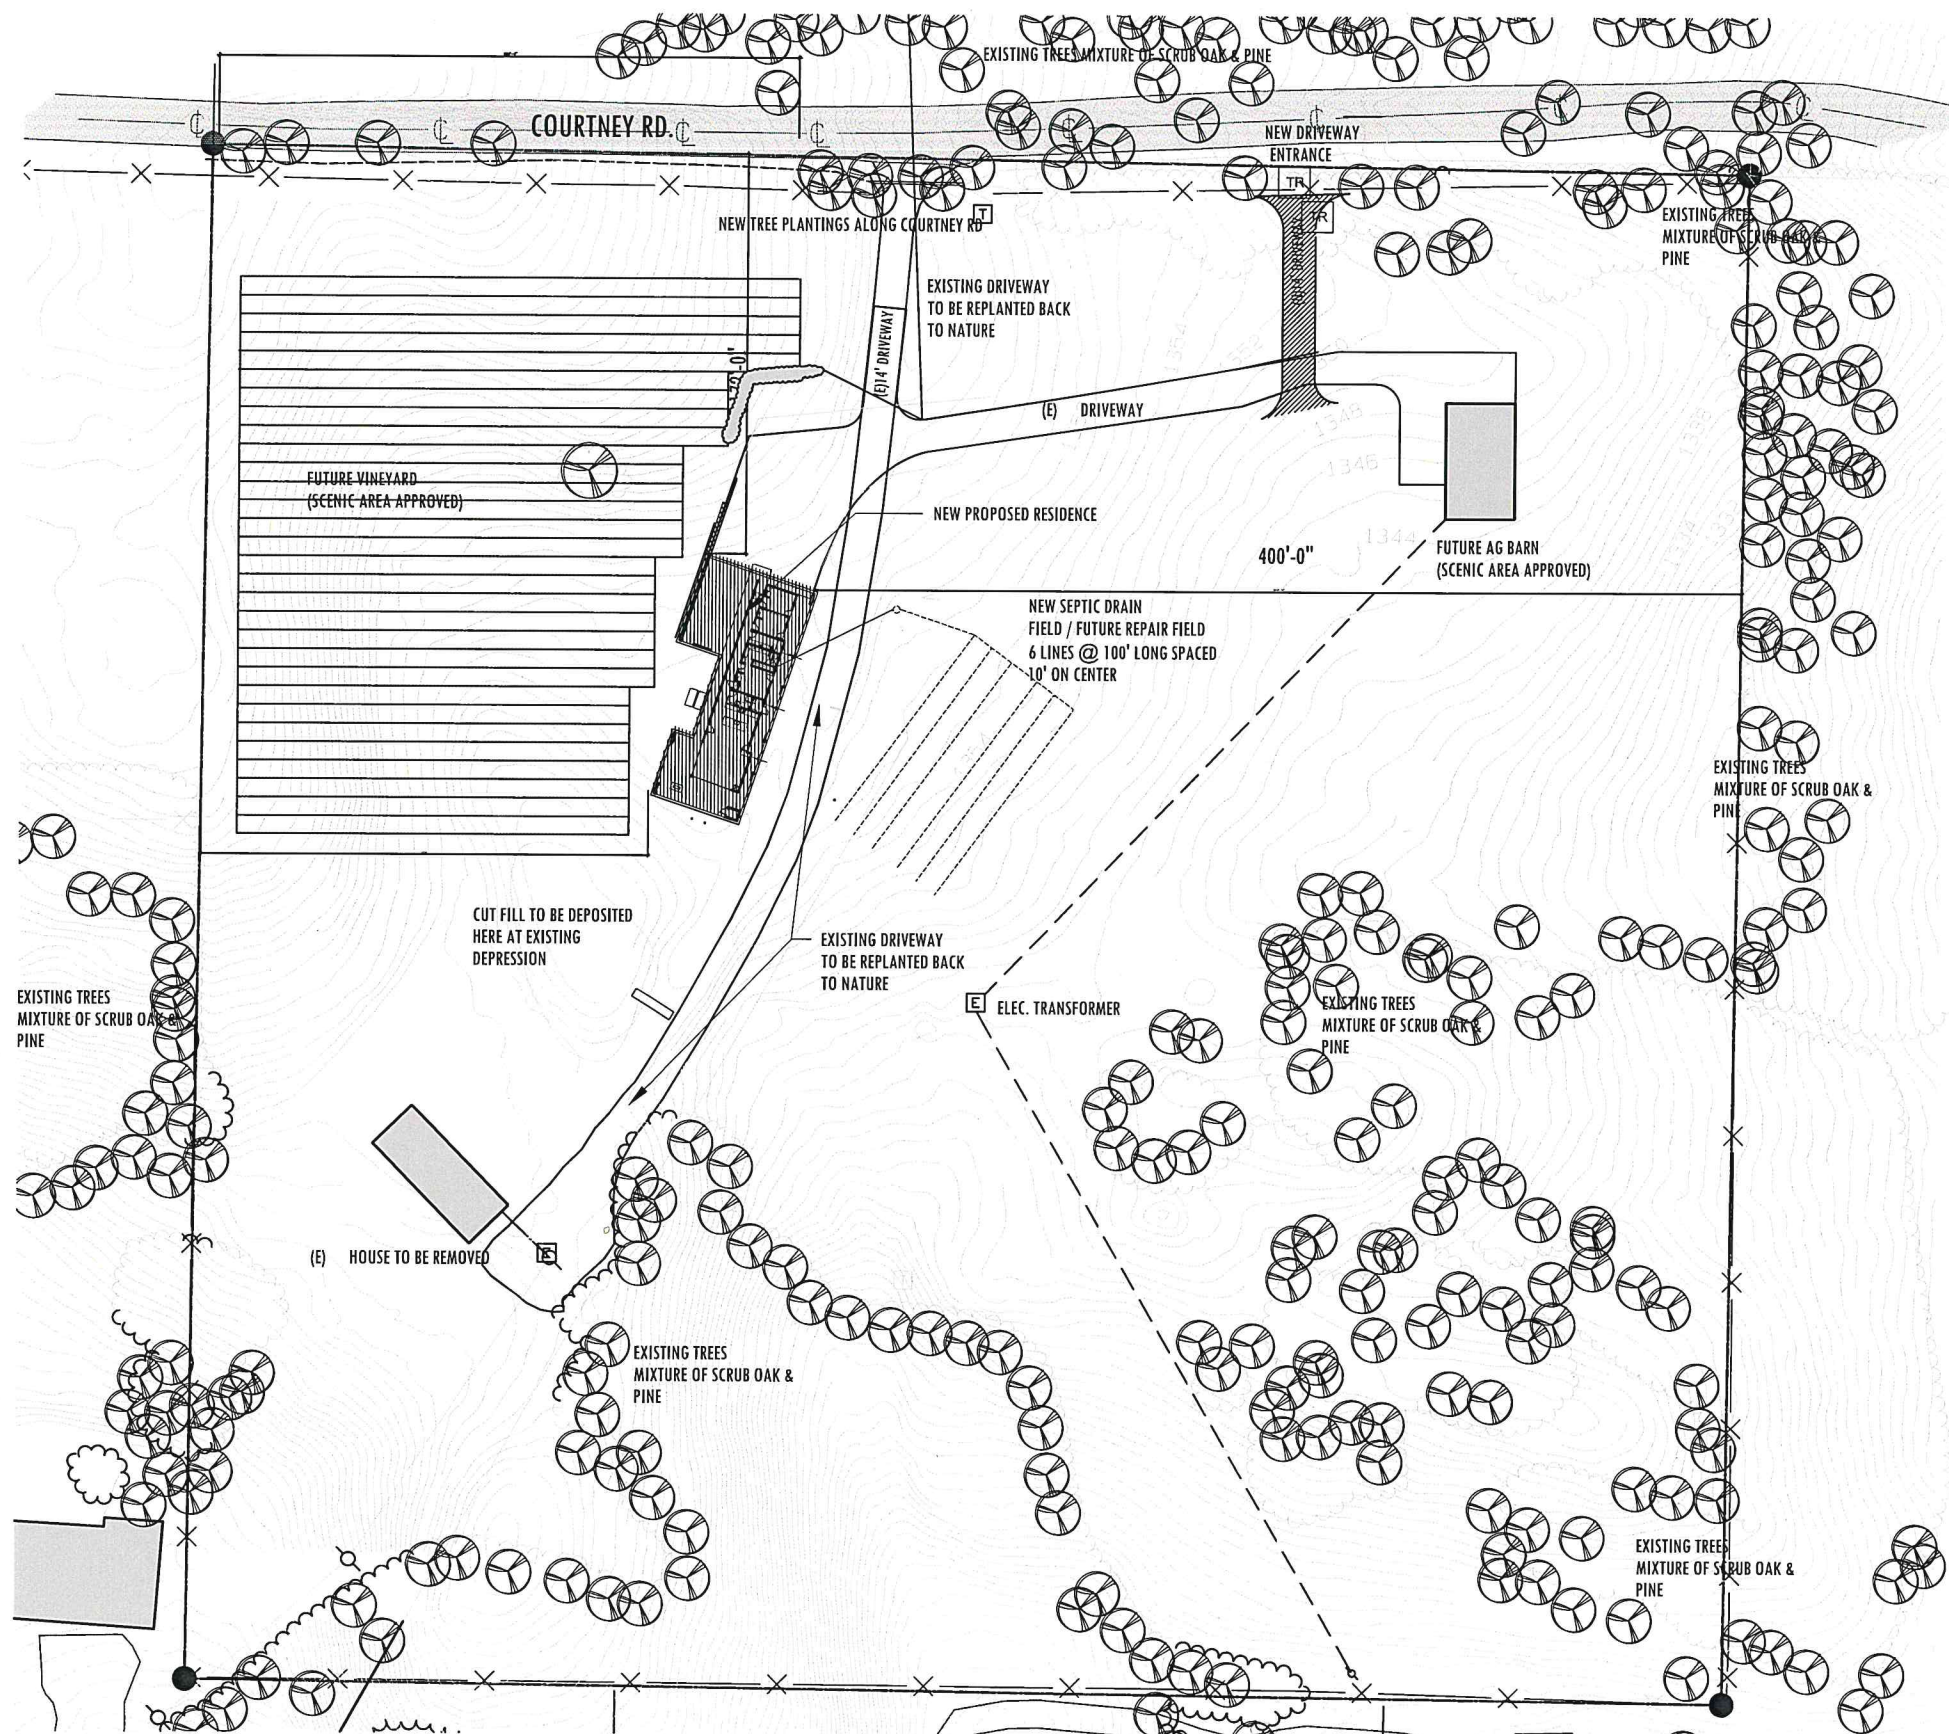 EXISTING TREES MIXTURE OF SCRUB OAK & PINE
COURTNEY RD.
NEW DRIVEWAY
ENTRANCE
TR
TR
T
NEW TREE PLANTINGS ALONG COURTNEY RD
EXISTING TREES
MIXTURE OF SCRUB OAK &
PINE
EXISTING DRIVEWAY
TO BE REPLANTED BACK
TO NATURE
(E)14' DRIVEWAY
(E) DRIVEWAY
1348
1346
1344
FUTURE VINEYARD
(SCENIC AREA APPROVED)
NEW PROPOSED RESIDENCE
400'-0"
FUTURE AG BARN
(SCENIC AREA APPROVED)
NEW SEPTIC DRAIN
FIELD / FUTURE REPAIR FIELD
6 LINES @ 100' LONG SPACED
10' ON CENTER
EXISTING TREES
MIXTURE OF SCRUB OAK &
PINE
CUT FILL TO BE DEPOSITED
HERE AT EXISTING
DEPRESSION
EXISTING DRIVEWAY
TO BE REPLANTED BACK
TO NATURE
E ELEC. TRANSFORMER
EXISTING TREES
MIXTURE OF SCRUB OAK &
PINE
EXISTING TREES
MIXTURE OF SCRUB OAK &
PINE
(E) HOUSE TO BE REMOVED
E
EXISTING TREES
MIXTURE OF SCRUB OAK &
PINE
EXISTING TREES
MIXTURE OF SCRUB OAK &
PINE